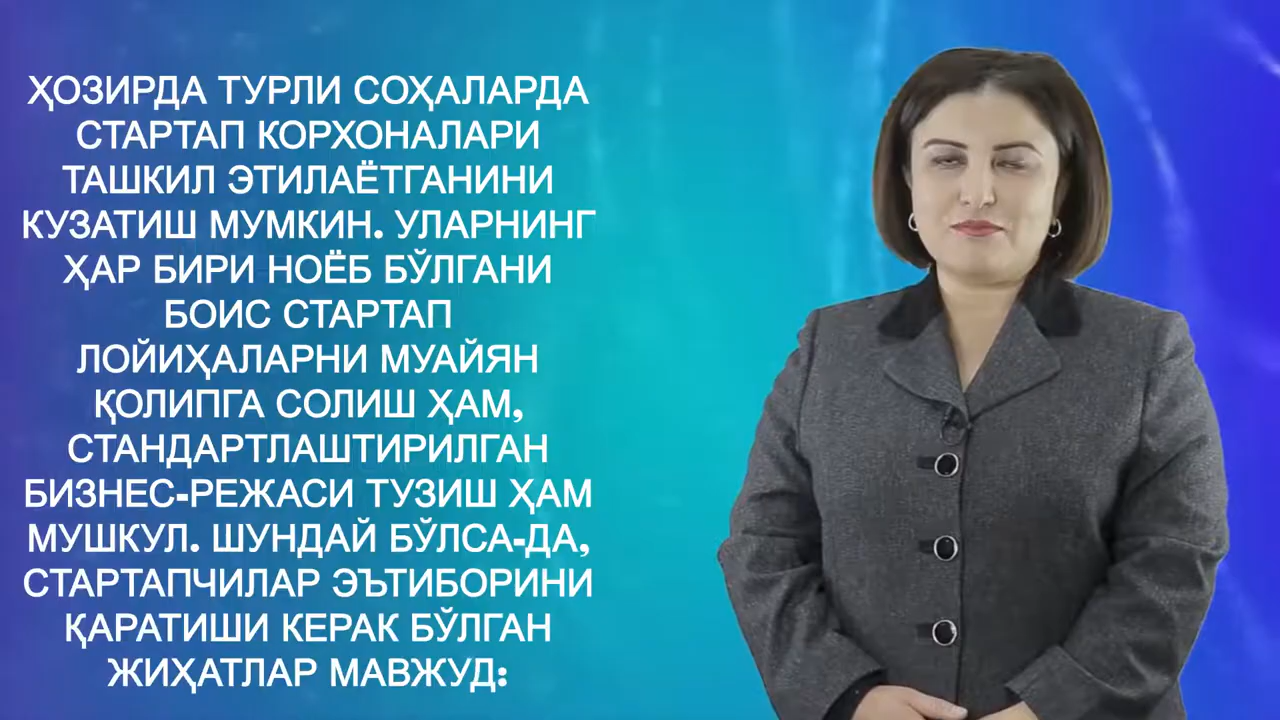 ҲОЗИРДА ТУРЛИ СОҲАЛАРДА
СТАРТАП КОРХОНАЛАРИ
ТАШКИЛ ЭТИЛАЁТГАНИНИ
КУЗАТИШ МУМКИН. УЛАРНИНГ
ҲАР БИРИ НОЁБ БЎЛГАНИ
БОИС СТАРТАП
ЛОЙИҲАЛАРНИ МУАЙЯН
ҚОЛИПГА СОЛИШ ҲАМ,
СТАНДАРТЛАШТИРИЛГАН
БИЗНЕС-РЕЖАСИ ТУЗИШ ҲАМ
МУШКУЛ. ШУНДАЙ БЎЛСА-ДА,
СТАРТАПЧИЛАР ЭЪТИБОРИНИ
ҚАРАТИШИ КЕРАК БЎЛГАН
ЖИҲАТЛАР МАВЖУД: